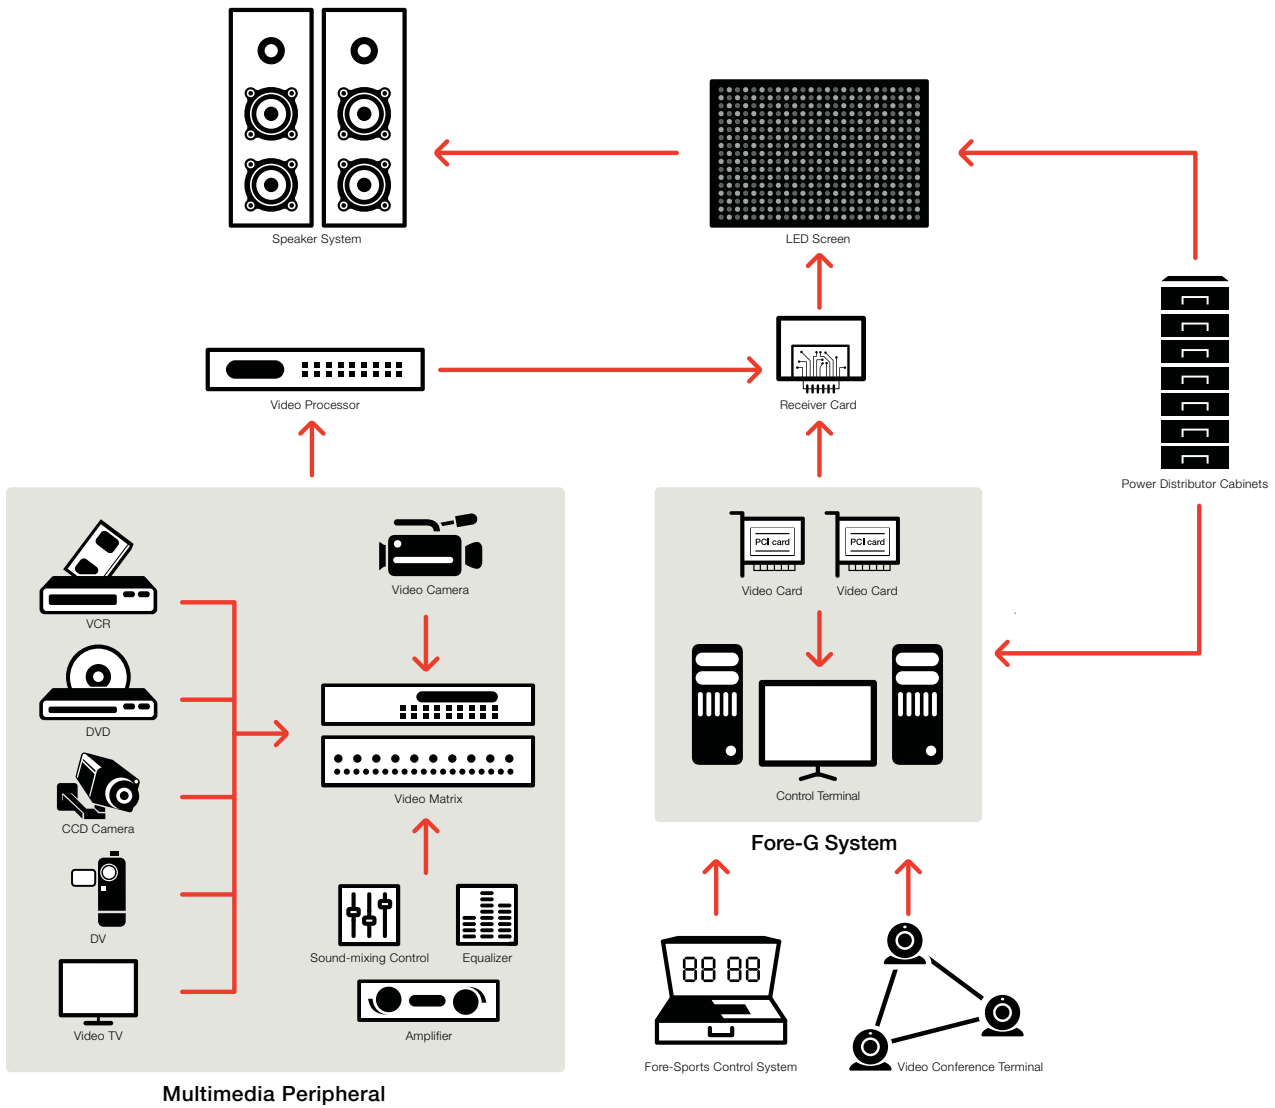 Speaker System
LED Screen
Video Processor
Receiver Card
Power Distributor Cabinets
VCR
DVD
CCD Camera
DV
Video TV
Video Camera
Video Matrix
Sound-mixing Control
Equalizer
Amplifier
Multimedia Peripheral
PCI card
PCI card
Video Card
Video Card
Control Terminal
Fore-G System
88 88
Fore-Sports Control System
Video Conference Terminal